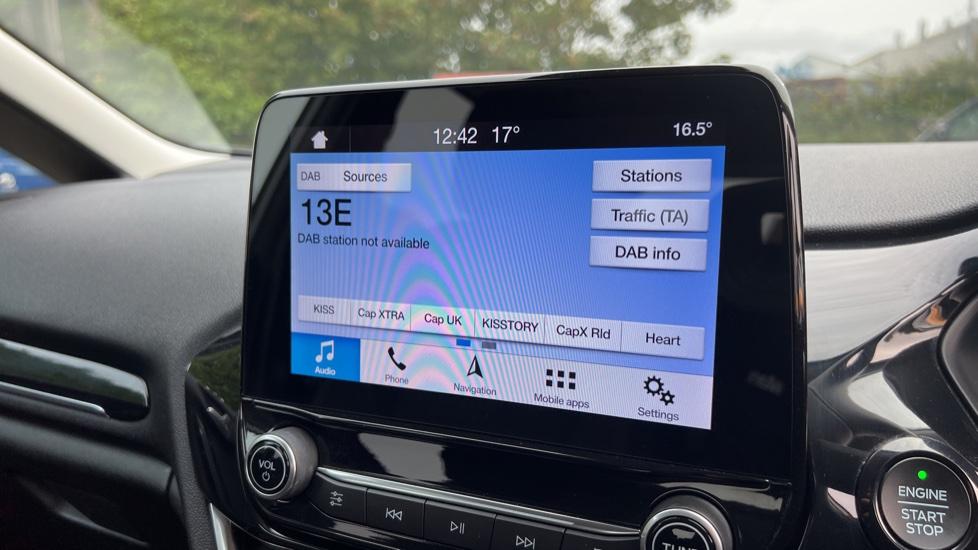 12:42 17° 16.5°
DAB Sources
13E
DAB station not available
Stations
Traffic (TA)
DAB info
KISS Cap XTRA Cap UK KISSTORY CapX Rld Heart
Audio Phone Navigation Mobile apps Settings
VOL
ENGINE
START
STOP